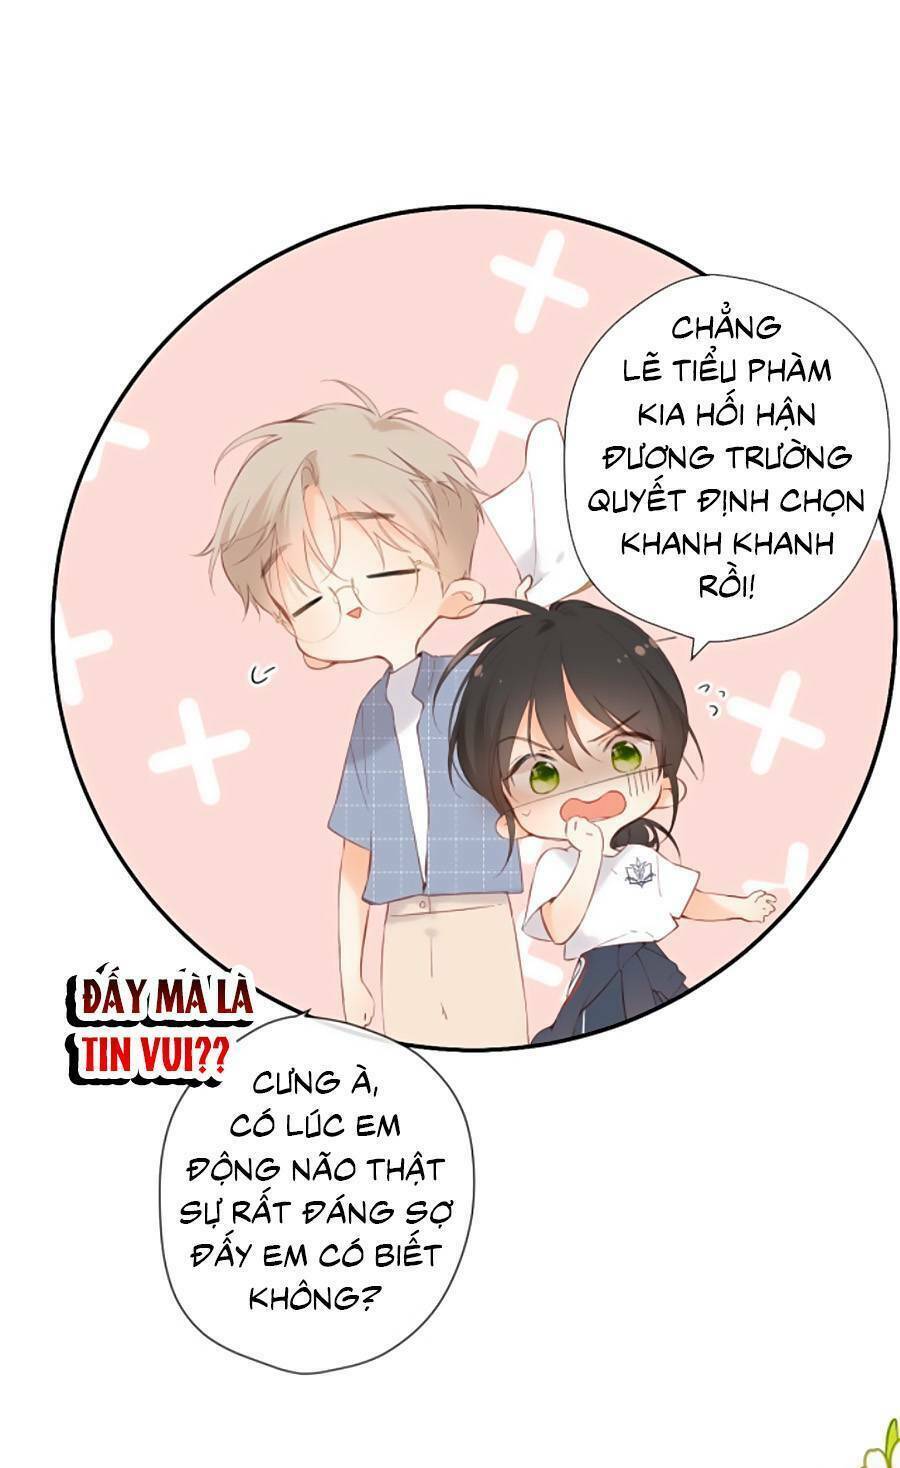 CHẲNG
LẼ TIỂU PHÀM
KIA HỐI HẬN
ĐƯƠNG TRƯỜNG
QUYẾT ĐỊNH CHỌN
KHANH KHANH
RỒI!
ĐẤY MÀ LÀ
TIN VUI??
CƯNG À,
CÓ LÚC EM
ĐỘNG NÃO THẬT
SỰ RẤT ĐÁNG SỢ
ĐẤY EM CÓ BIẾT
KHÔNG?